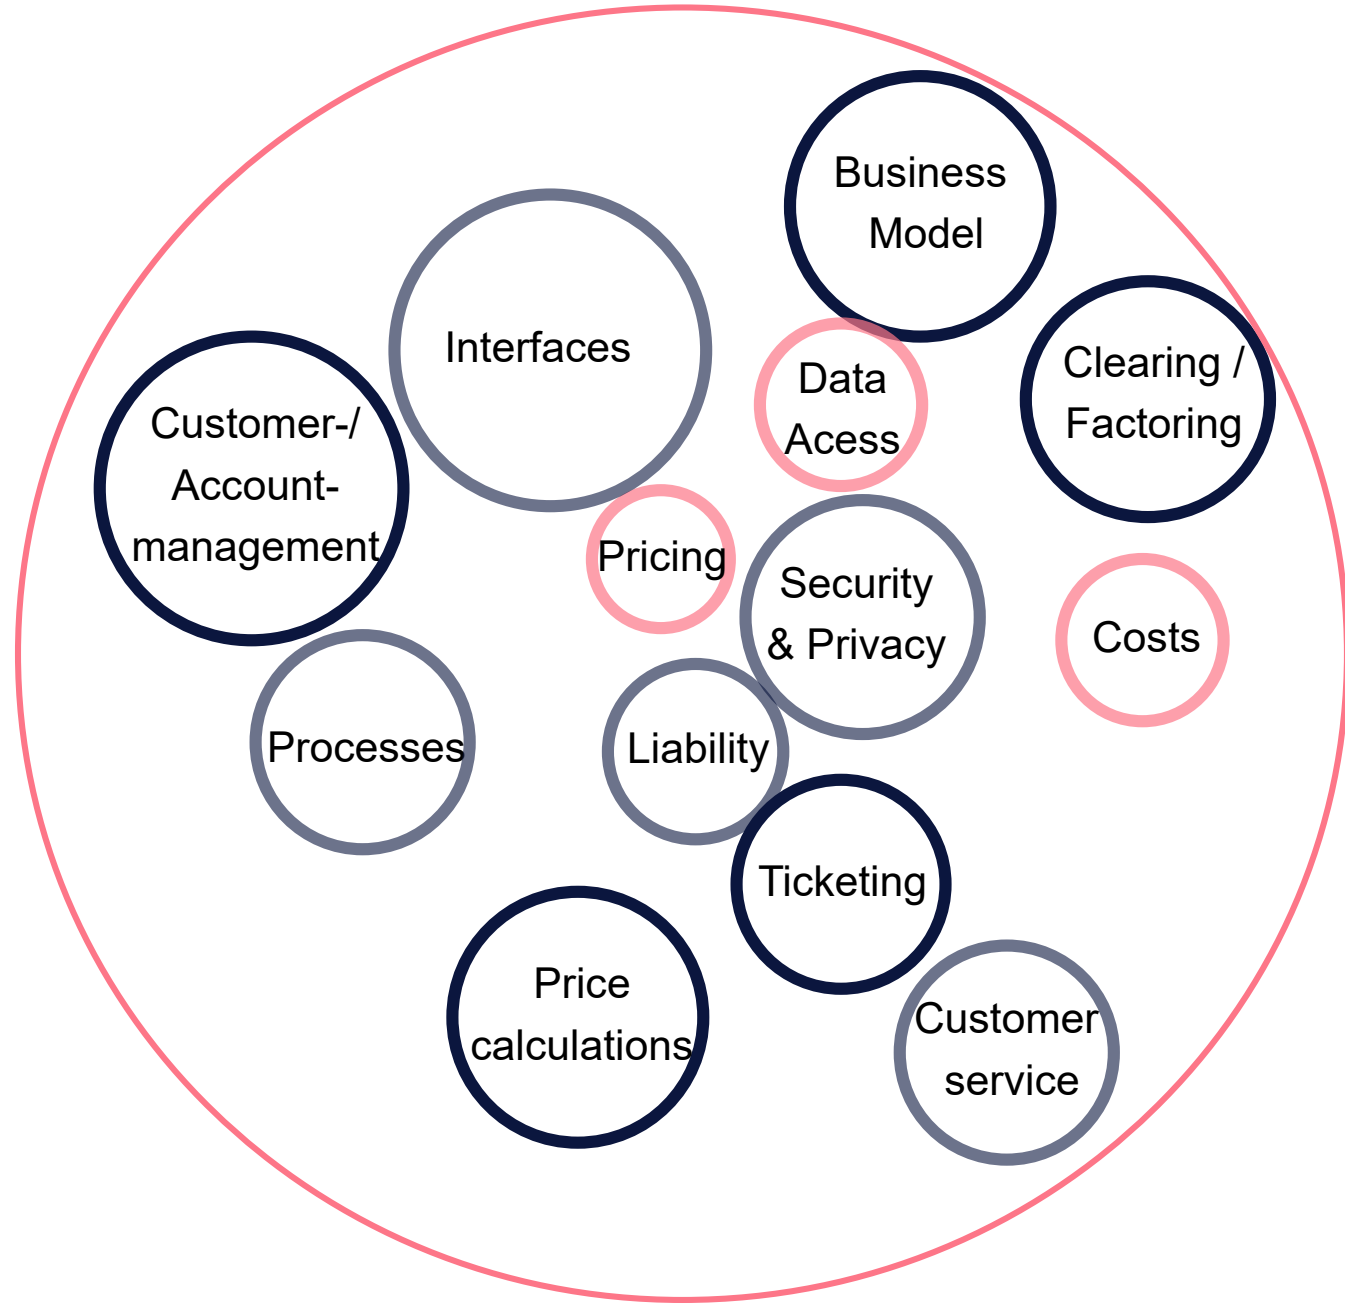 Business
Model
Interfaces
Clearing /
Factoring
Data
Acess
Customer-/
Account-
management
Pricing
Security
& Privacy
Costs
Processes
Liability
Ticketing
Price
calculations
Customer
service